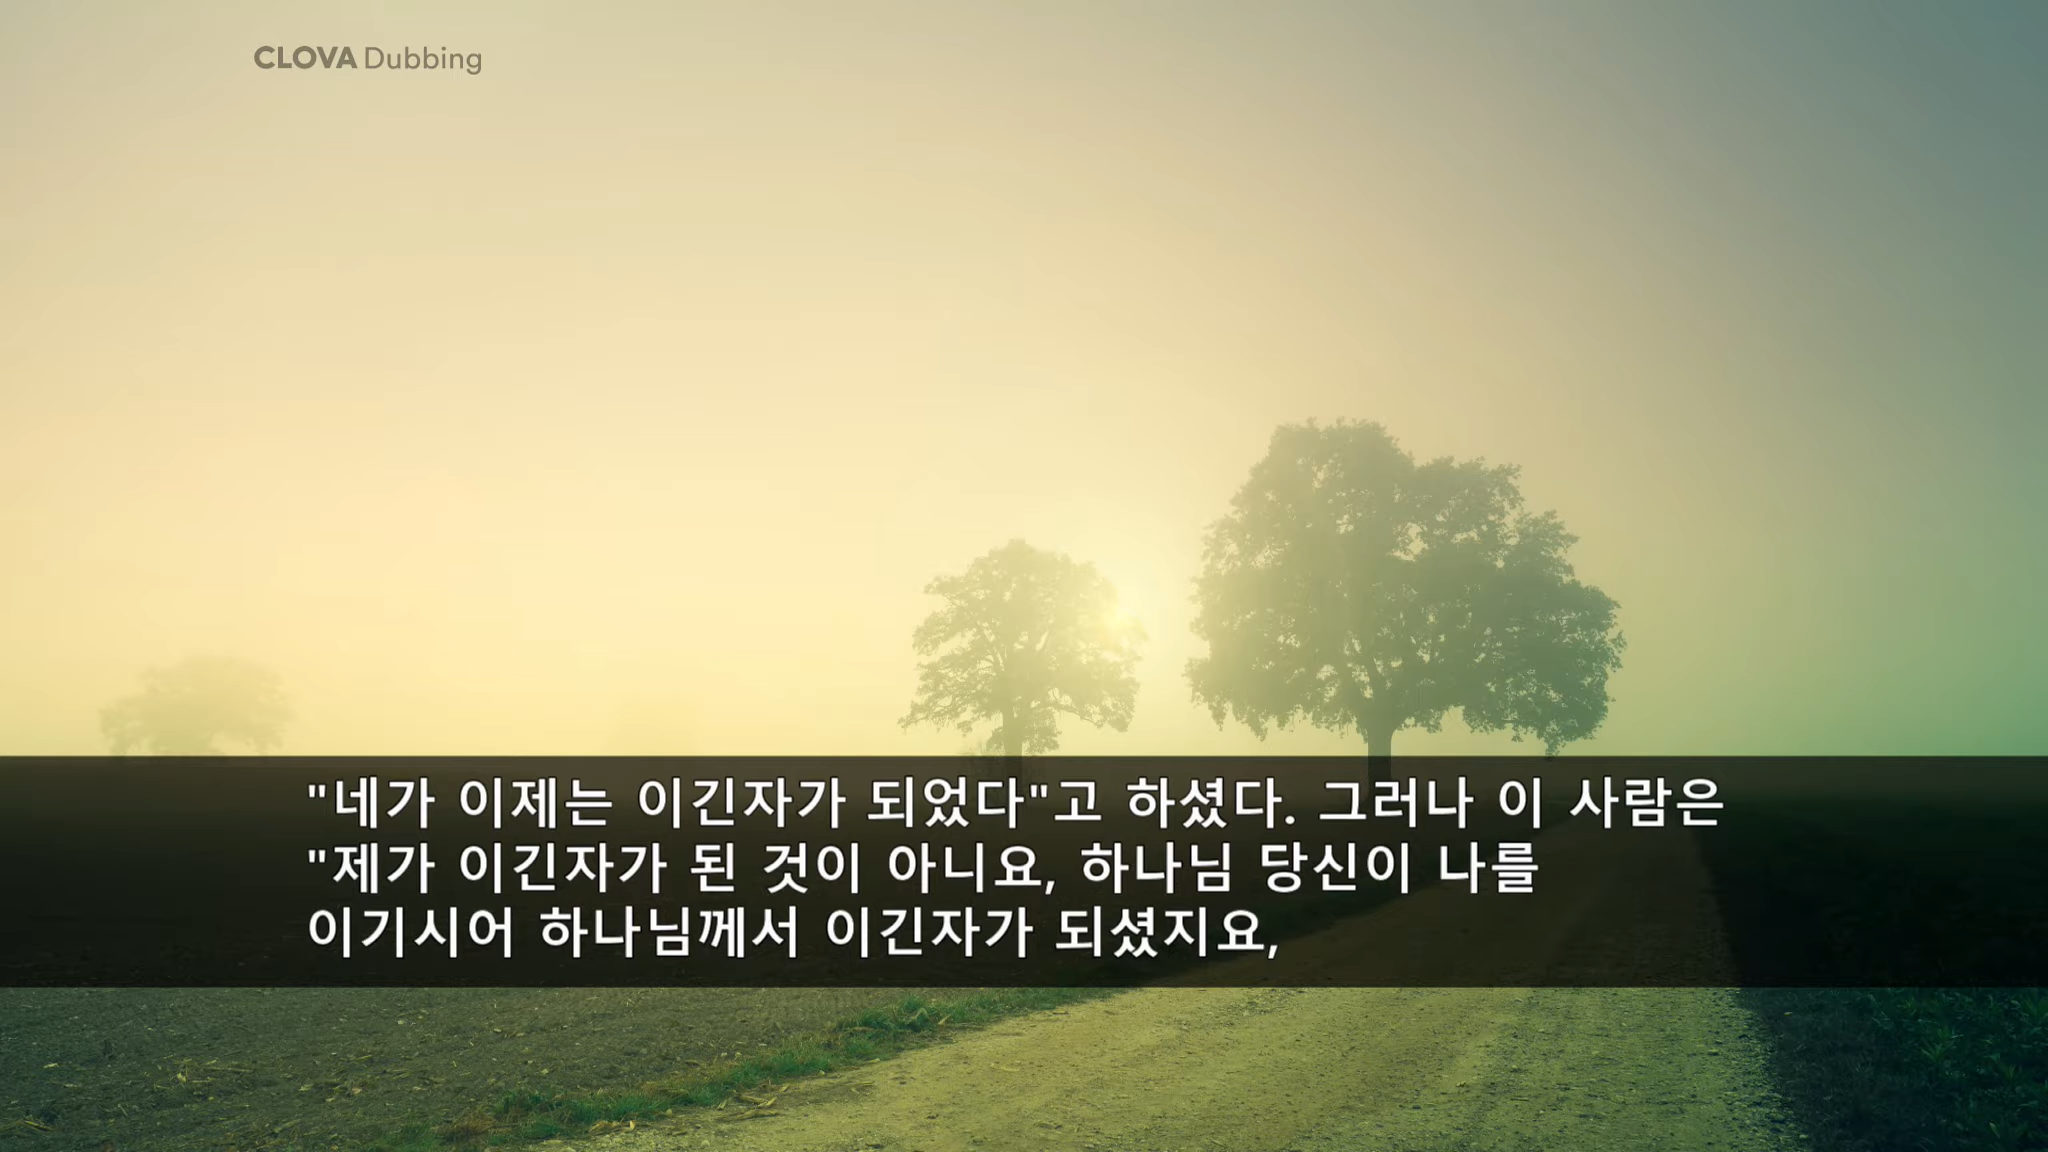 CLOVA Dubbing
"네가 이제는 이긴자가 되었다"고 하셨다. 그러나 이 사람은
"제가 이긴자가 된 것이 아니요, 하나님 당신이 나를
이기시어 하나님께서 이긴자가 되셨지요,